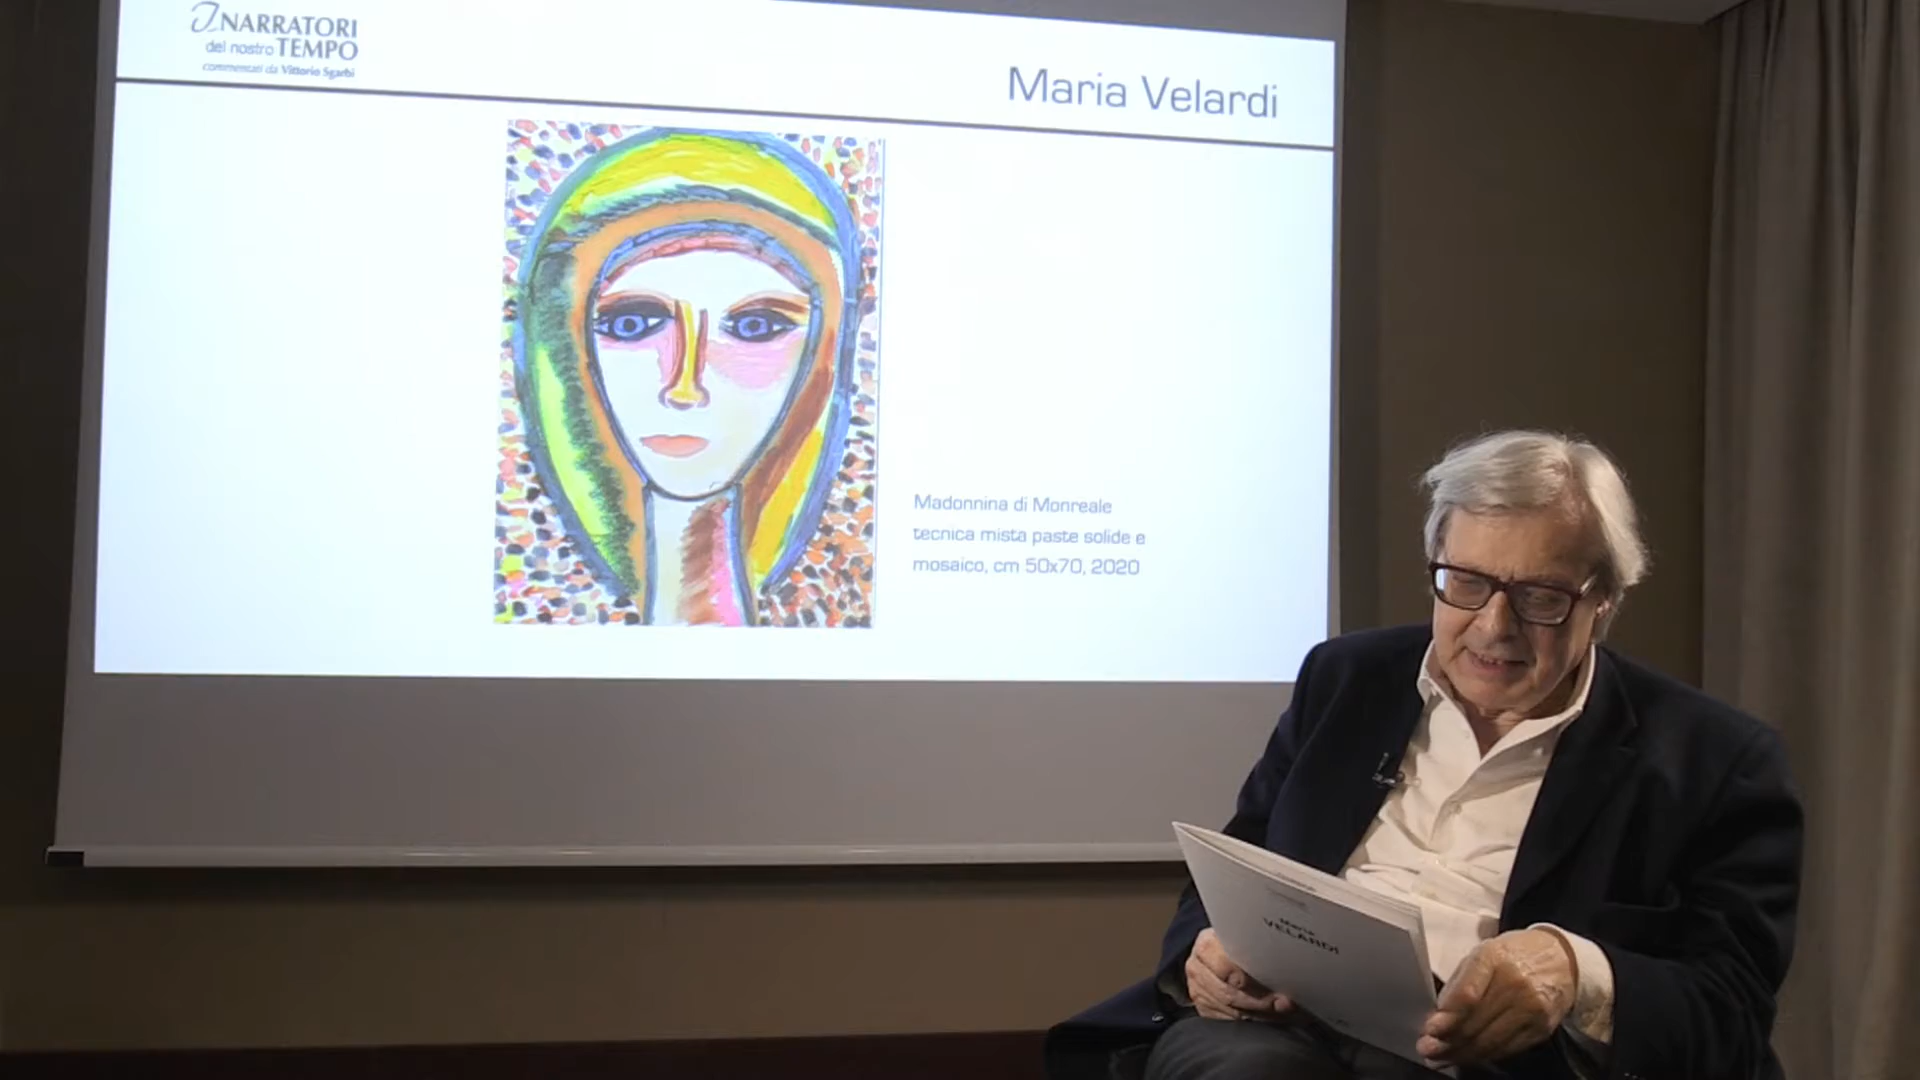 I NARRATORI
del nostro TEMPO
commentati da Vittorio Sgarbi
Maria Velardi
Madonnina di Monreale
tecnica mista paste solide e
mosaico, cm 50x70, 2020
Maria
VELARDI